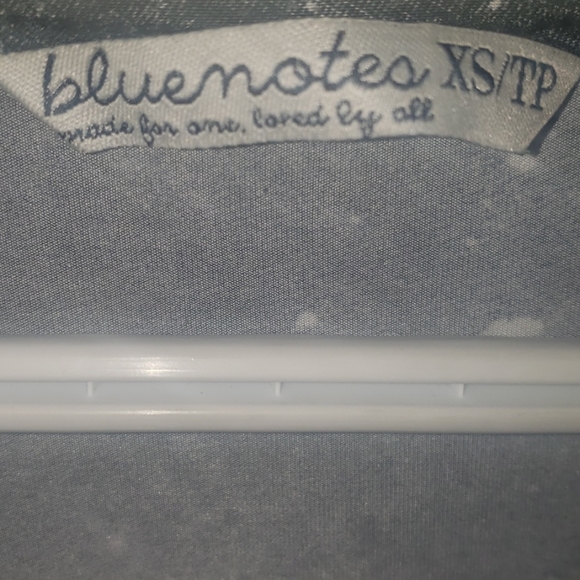 bluenotes XS/TP
made for one, loved by all